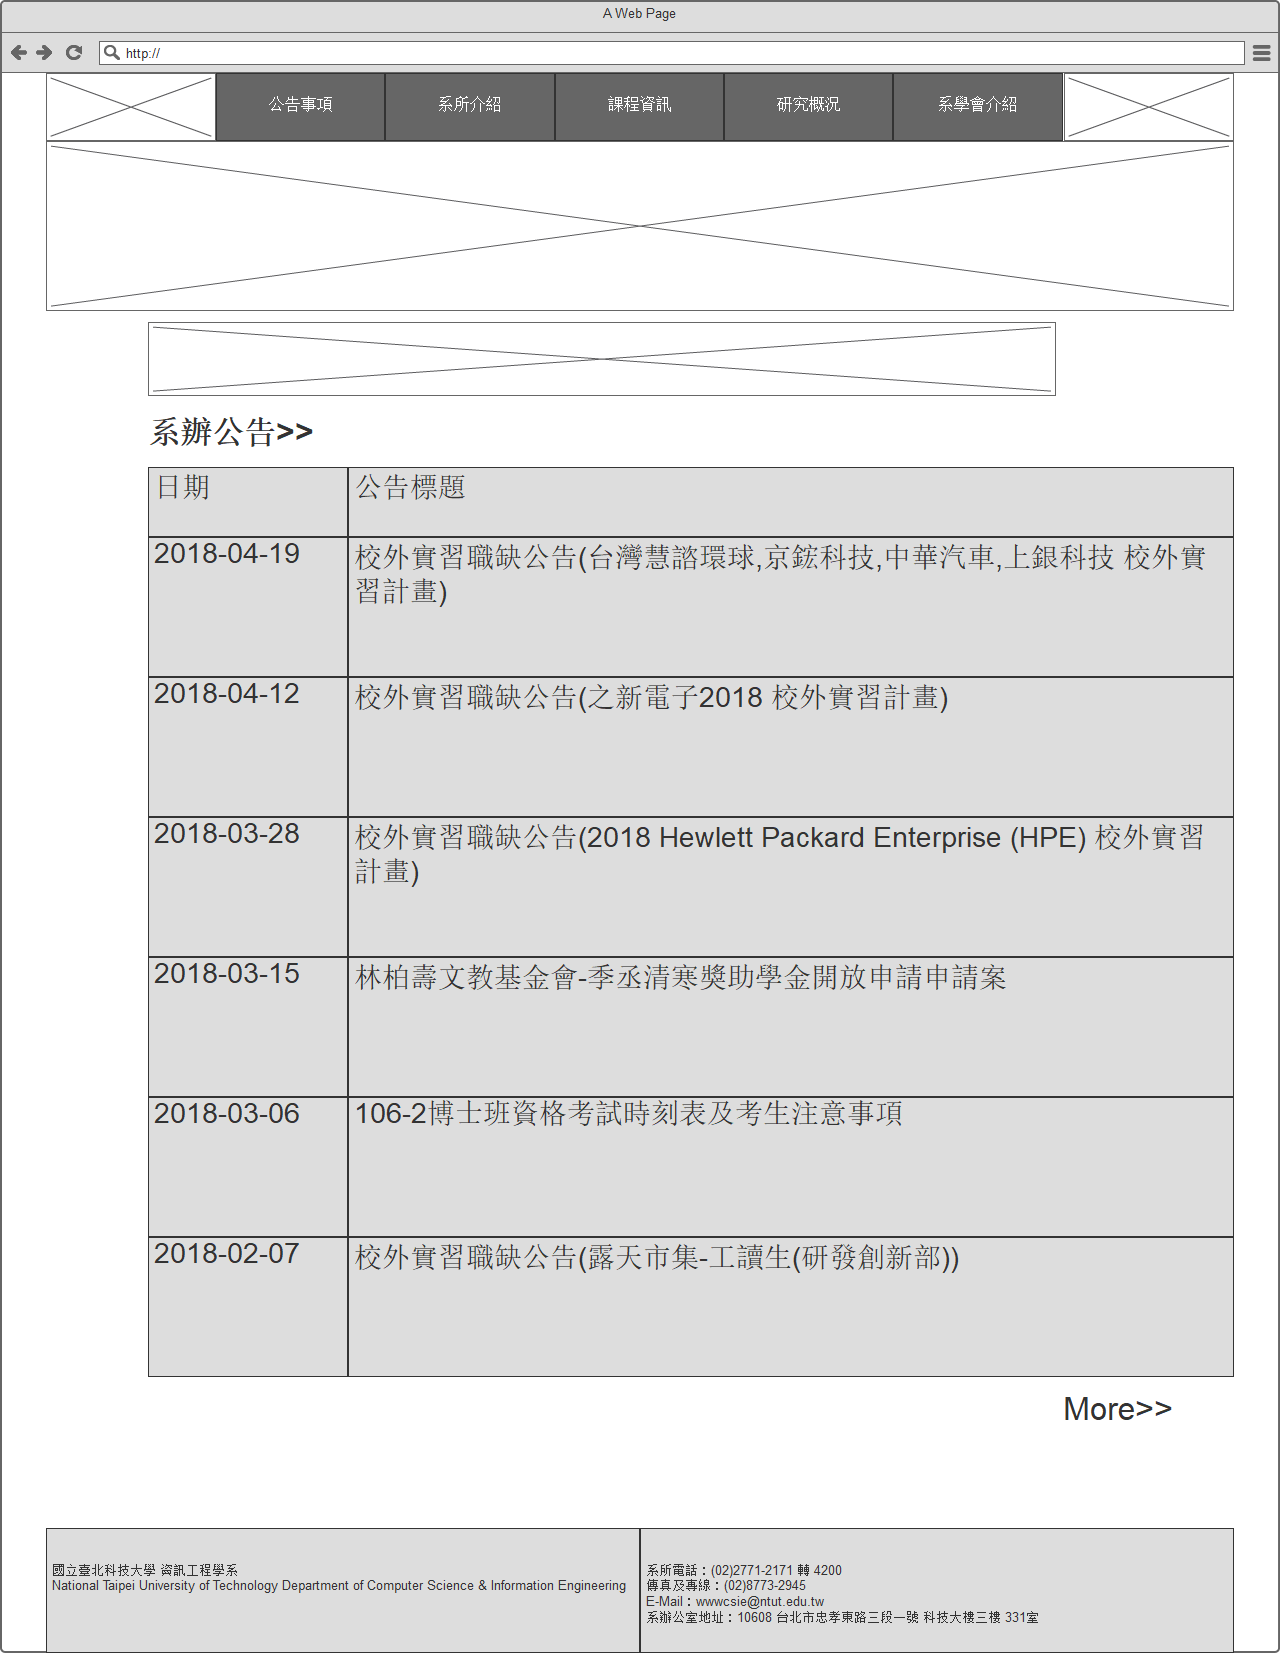 A Web Page
http://
公告事項 系所介紹 課程資訊 研究概況 系學會介紹
系辦公告>>
日期 公告標題
2018-04-19 校外實習職缺公告(台灣慧諮環球,京鋐科技,中華汽車,上銀科技 校外實
習計畫)
2018-04-12 校外實習職缺公告(之新電子2018 校外實習計畫)
2018-03-28 校外實習職缺公告(2018 Hewlett Packard Enterprise (HPE) 校外實習
計畫)
2018-03-15 林柏壽文教基金會-季丞清寒獎助學金開放申請申請案
2018-03-06 106-2博士班資格考試時刻表及考生注意事項
2018-02-07 校外實習職缺公告(露天市集-工讀生(研發創新部))
More>>
國立臺北科技大學 資訊工程學系
National Taipei University of Technology Department of Computer Science & Information Engineering
系所電話：(02)2771-2171 轉 4200
傳真及專線：(02)8773-2945
E-Mail：wwwcsie@ntut.edu.tw
系辦公室地址：10608 台北市忠孝東路三段一號 科技大樓三樓 331室